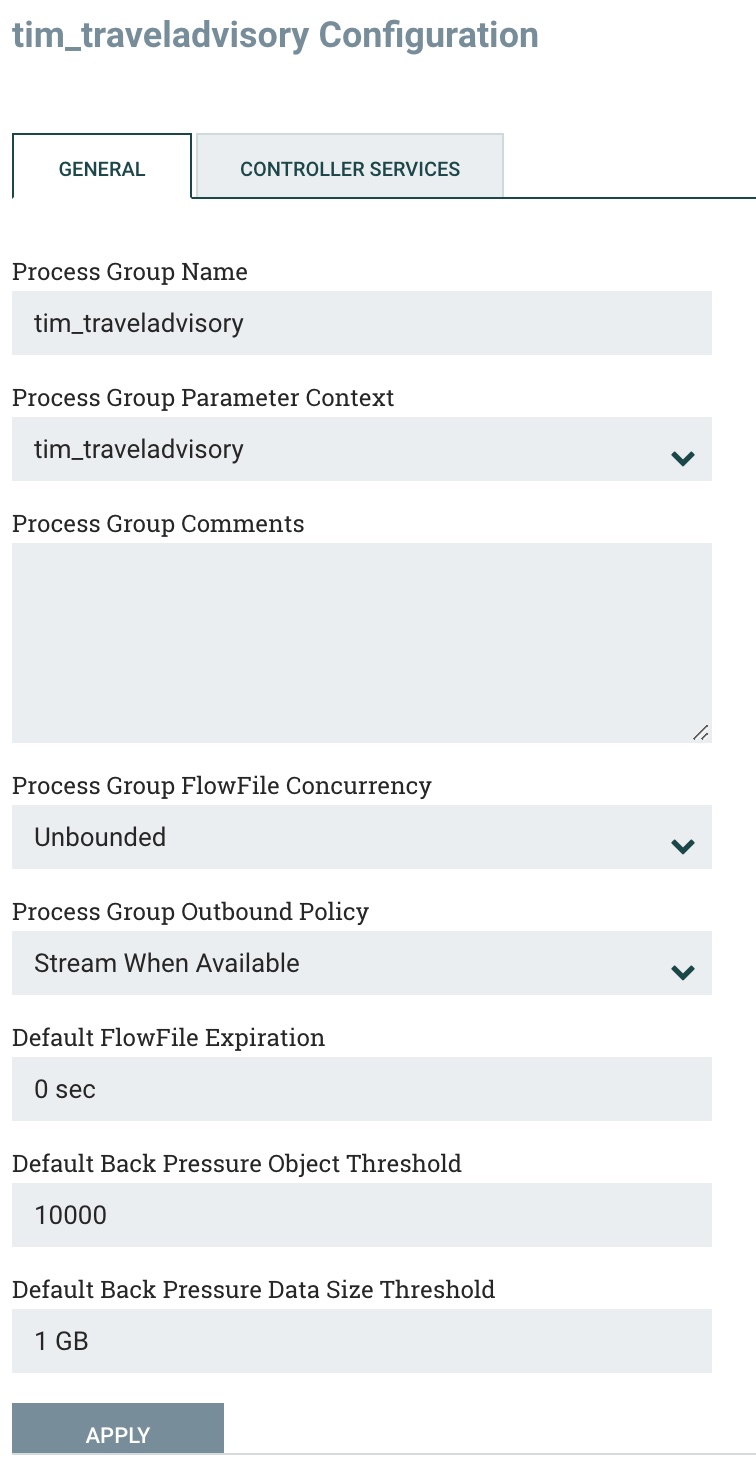 tim_traveladvisory Configuration
GENERAL
CONTROLLER SERVICES
Process Group Name
tim_traveladvisory
Process Group Parameter Context
tim_traveladvisory
Process Group Comments
Process Group FlowFile Concurrency
Unbounded
Process Group Outbound Policy
Stream When Available
Default FlowFile Expiration
0 sec
Default Back Pressure Object Threshold
10000
Default Back Pressure Data Size Threshold
1 GB
APPLY